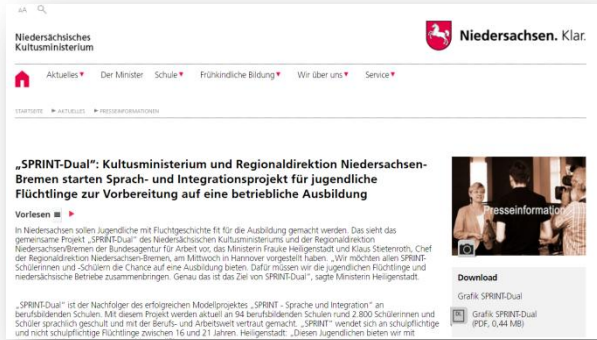 AA
Niedersächsisches
Kultusministerium
Niedersachsen. Klar.
Aktuelles Der Minister Schule Frühkindliche Bildung Wir über uns Service
STARTSEITE AKTUELLES PRESSEINFORMATIONEN
„SPRINT-Dual“: Kultusministerium und Regionaldirektion Niedersachsen-
Bremen starten Sprach- und Integrationsprojekt für jugendliche
Flüchtlinge zur Vorbereitung auf eine betriebliche Ausbildung
Vorlesen
In Niedersachsen sollen Jugendliche mit Fluchtgeschichte fit für die Ausbildung gemacht werden. Das sieht das
gemeinsame Projekt „SPRINT-Dual“ des Niedersächsischen Kultusministeriums und der Regionaldirektion
Niedersachsen/Bremen der Bundesagentur für Arbeit vor, das Ministerin Frauke Heiligenstadt und Klaus Stietenroth, Chef
der Regionaldirektion Niedersachsen-Bremen, am Mittwoch in Hannover vorgestellt haben. „Wir möchten allen SPRINT-
Schülerinnen und -Schülern die Chance auf eine Ausbildung bieten. Dafür müssen wir die jugendlichen Flüchtlinge und
niedersächsische Betriebe zusammenbringen. Genau das ist das Ziel von SPRINT-Dual“, sagte Ministerin Heiligenstadt.
„SPRINT-Dual“ ist der Nachfolger des erfolgreichen Modellprojektes „SPRINT - Sprache und Integration“ an
berufsbildenden Schulen. Mit diesem Projekt werden aktuell an 94 berufsbildenden Schulen rund 2.800 Schülerinnen und
Schüler sprachlich geschult und mit der Berufs- und Arbeitswelt vertraut gemacht. „SPRINT“ wendet sich an schulpflichtige
und nicht schulpflichtige Flüchtlinge zwischen 16 und 21 Jahren. Heiligenstadt: „Diesen Jugendlichen bieten wir mit
Presseinformation
Download
Grafik SPRINT-Dual
Grafik SPRINT-Dual
(PDF, 0,44 MB)